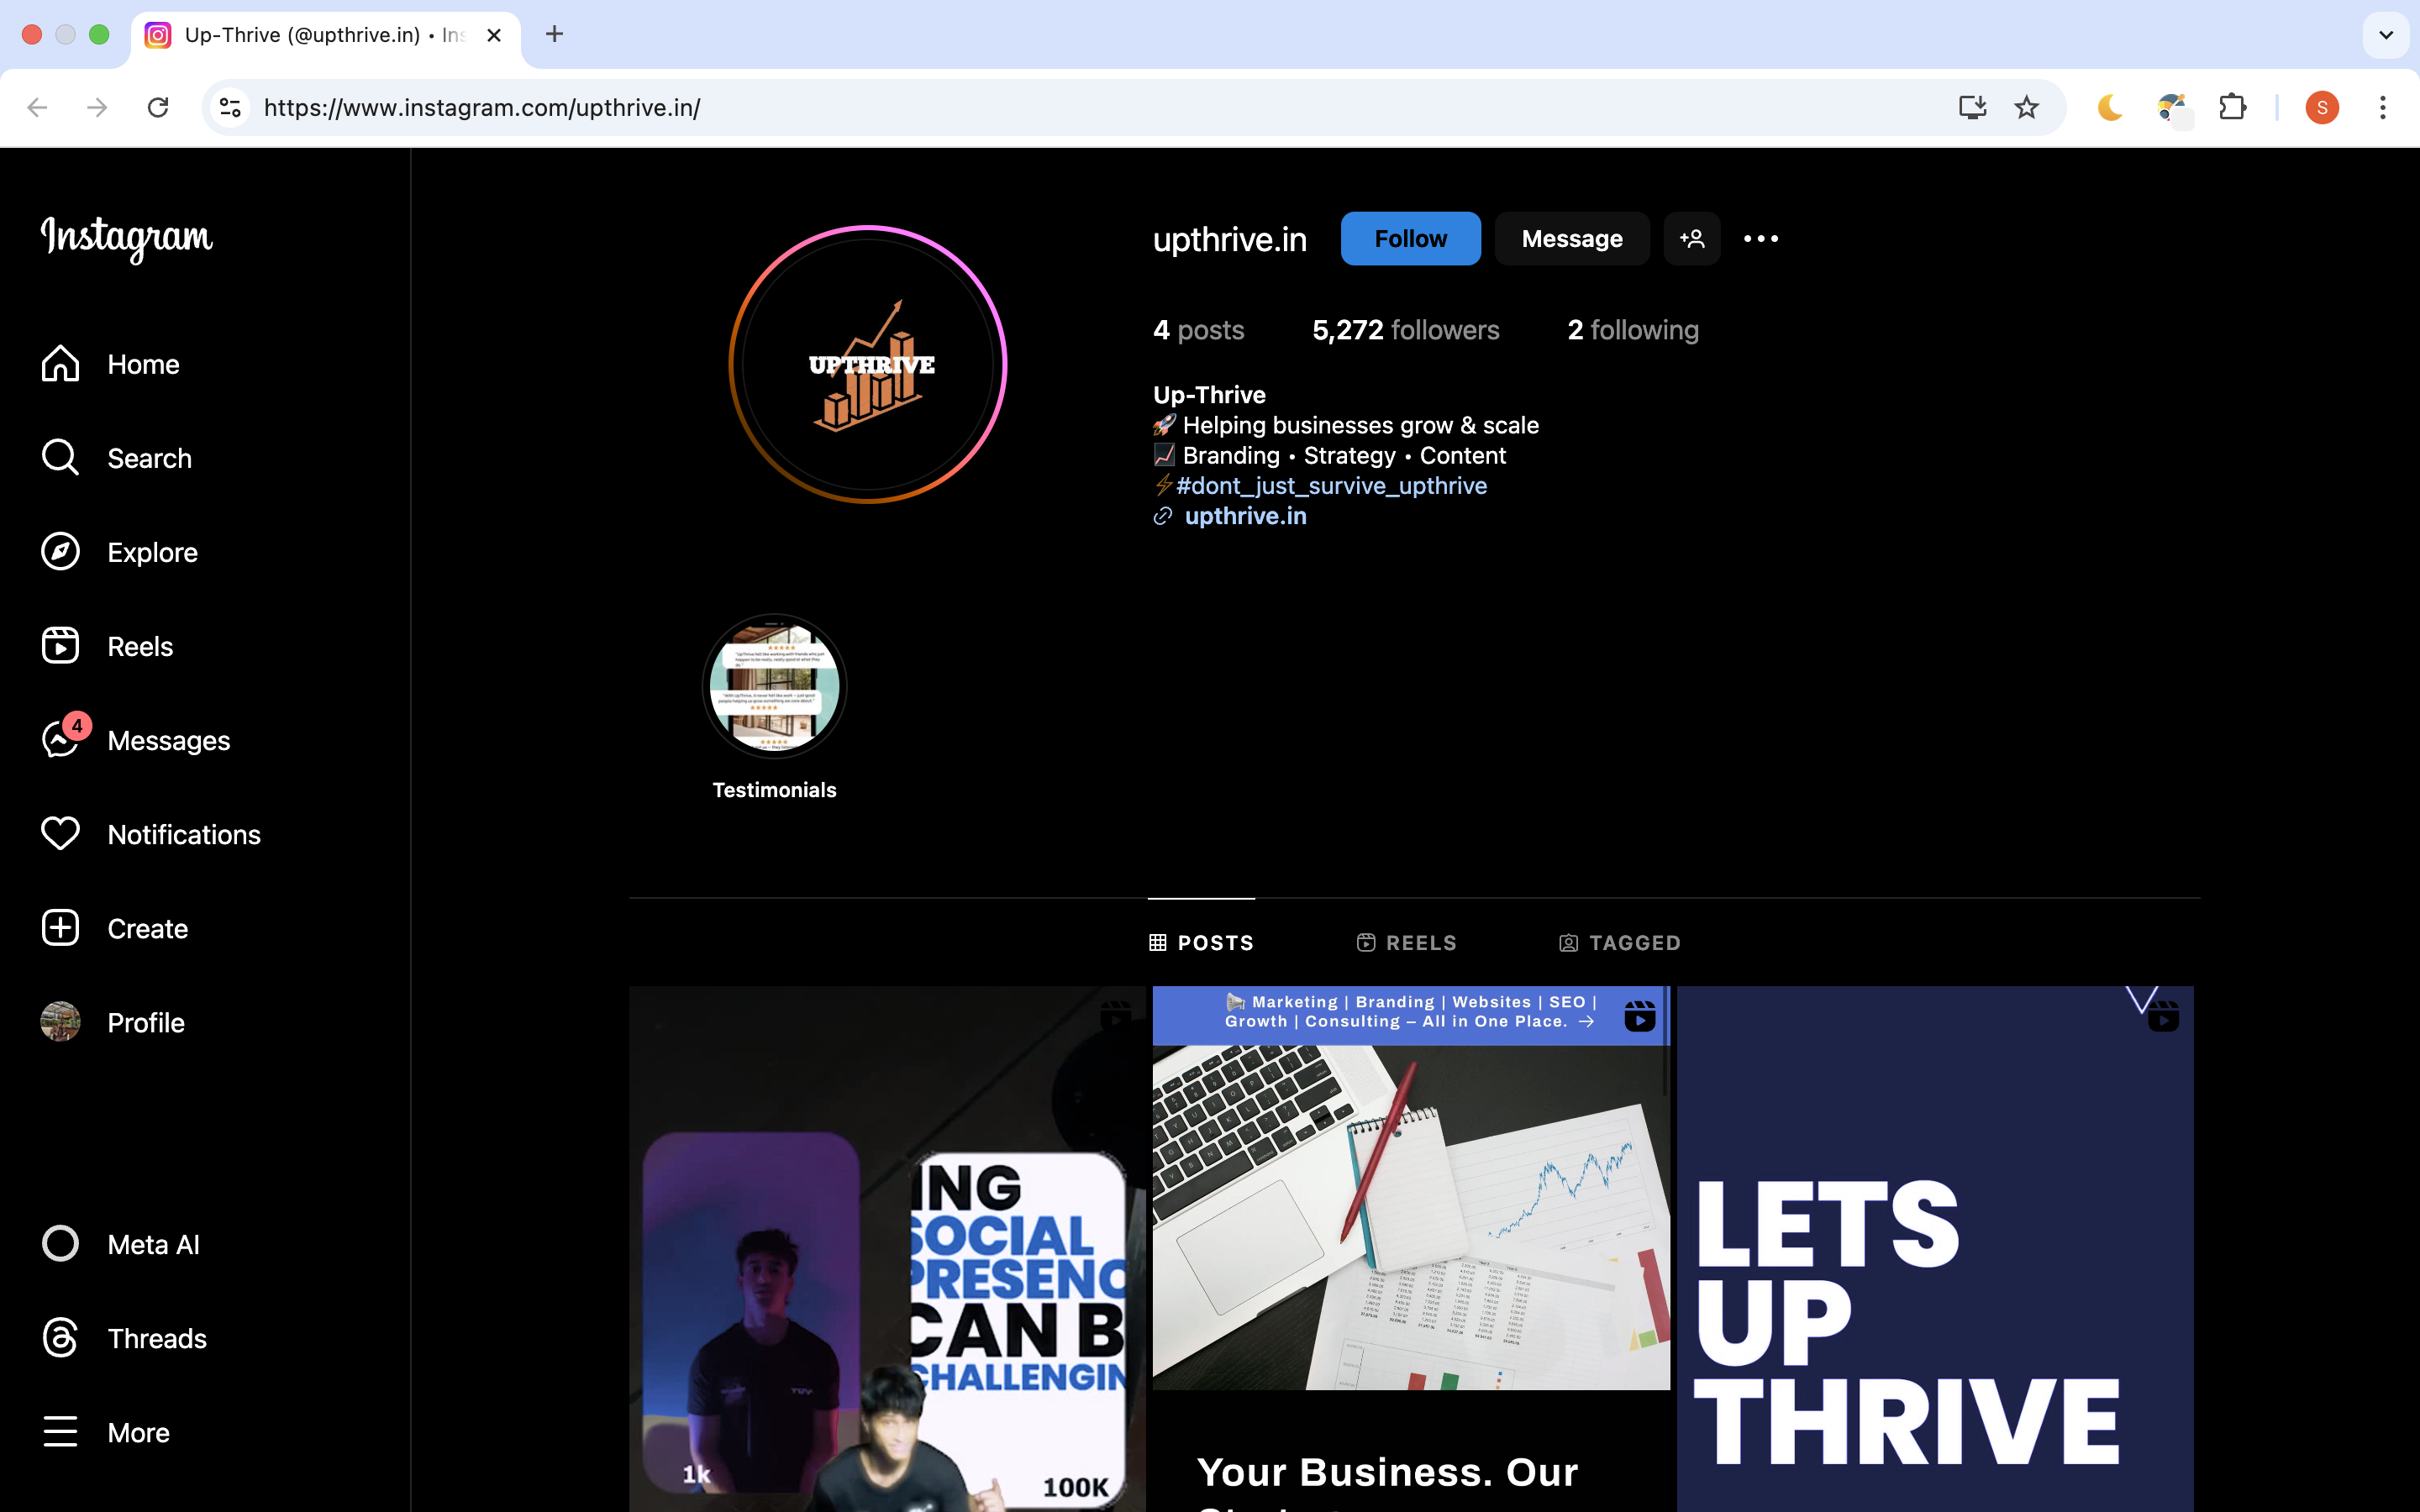 Up-Thrive (@upthrive.in) • Ins
https://www.instagram.com/upthrive.in/
S
Instagram
Home
Search
Explore
Reels
4
Messages
Notifications
Create
Profile
Meta AI
Threads
More
UPTHRIVE
upthrive.in
Follow
Message
4 posts
5,272 followers
2 following
Up-Thrive
🚀 Helping businesses grow & scale
📈 Branding • Strategy • Content
⚡#dont_just_survive_upthrive
upthrive.in
Testimonials
POSTS
REELS
TAGGED
ING
SOCIAL
PRESENC
CAN B
CHALLENGIN
1k
100K
Marketing | Branding | Websites | SEO |
Growth | Consulting – All in One Place. →
Your Business. Our
LETS
UP
THRIVE